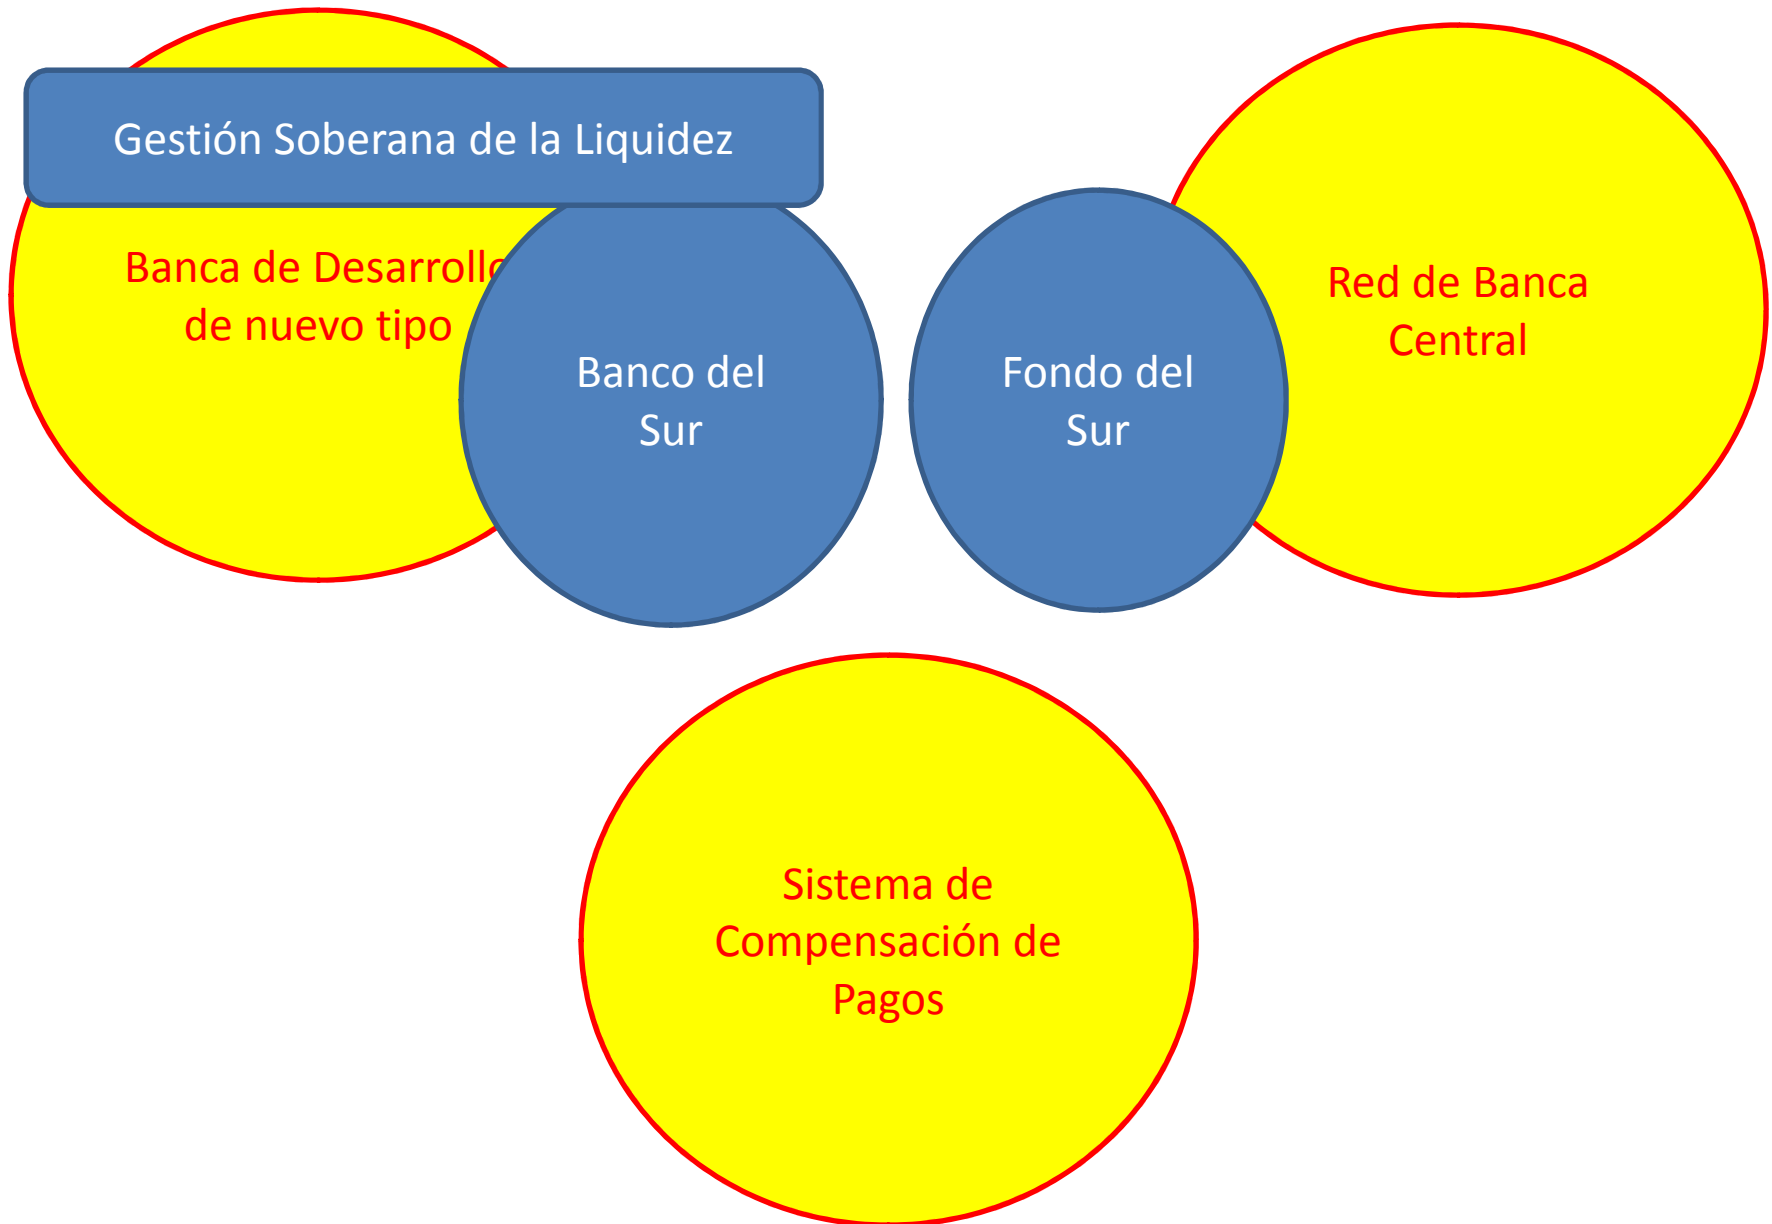 Gestión Soberana de la Liquidez
Banca de Desarrollo
de nuevo tipo
Banco del
Sur
Fondo del
Sur
Red de Banca
Central
Sistema de
Compensación de
Pagos